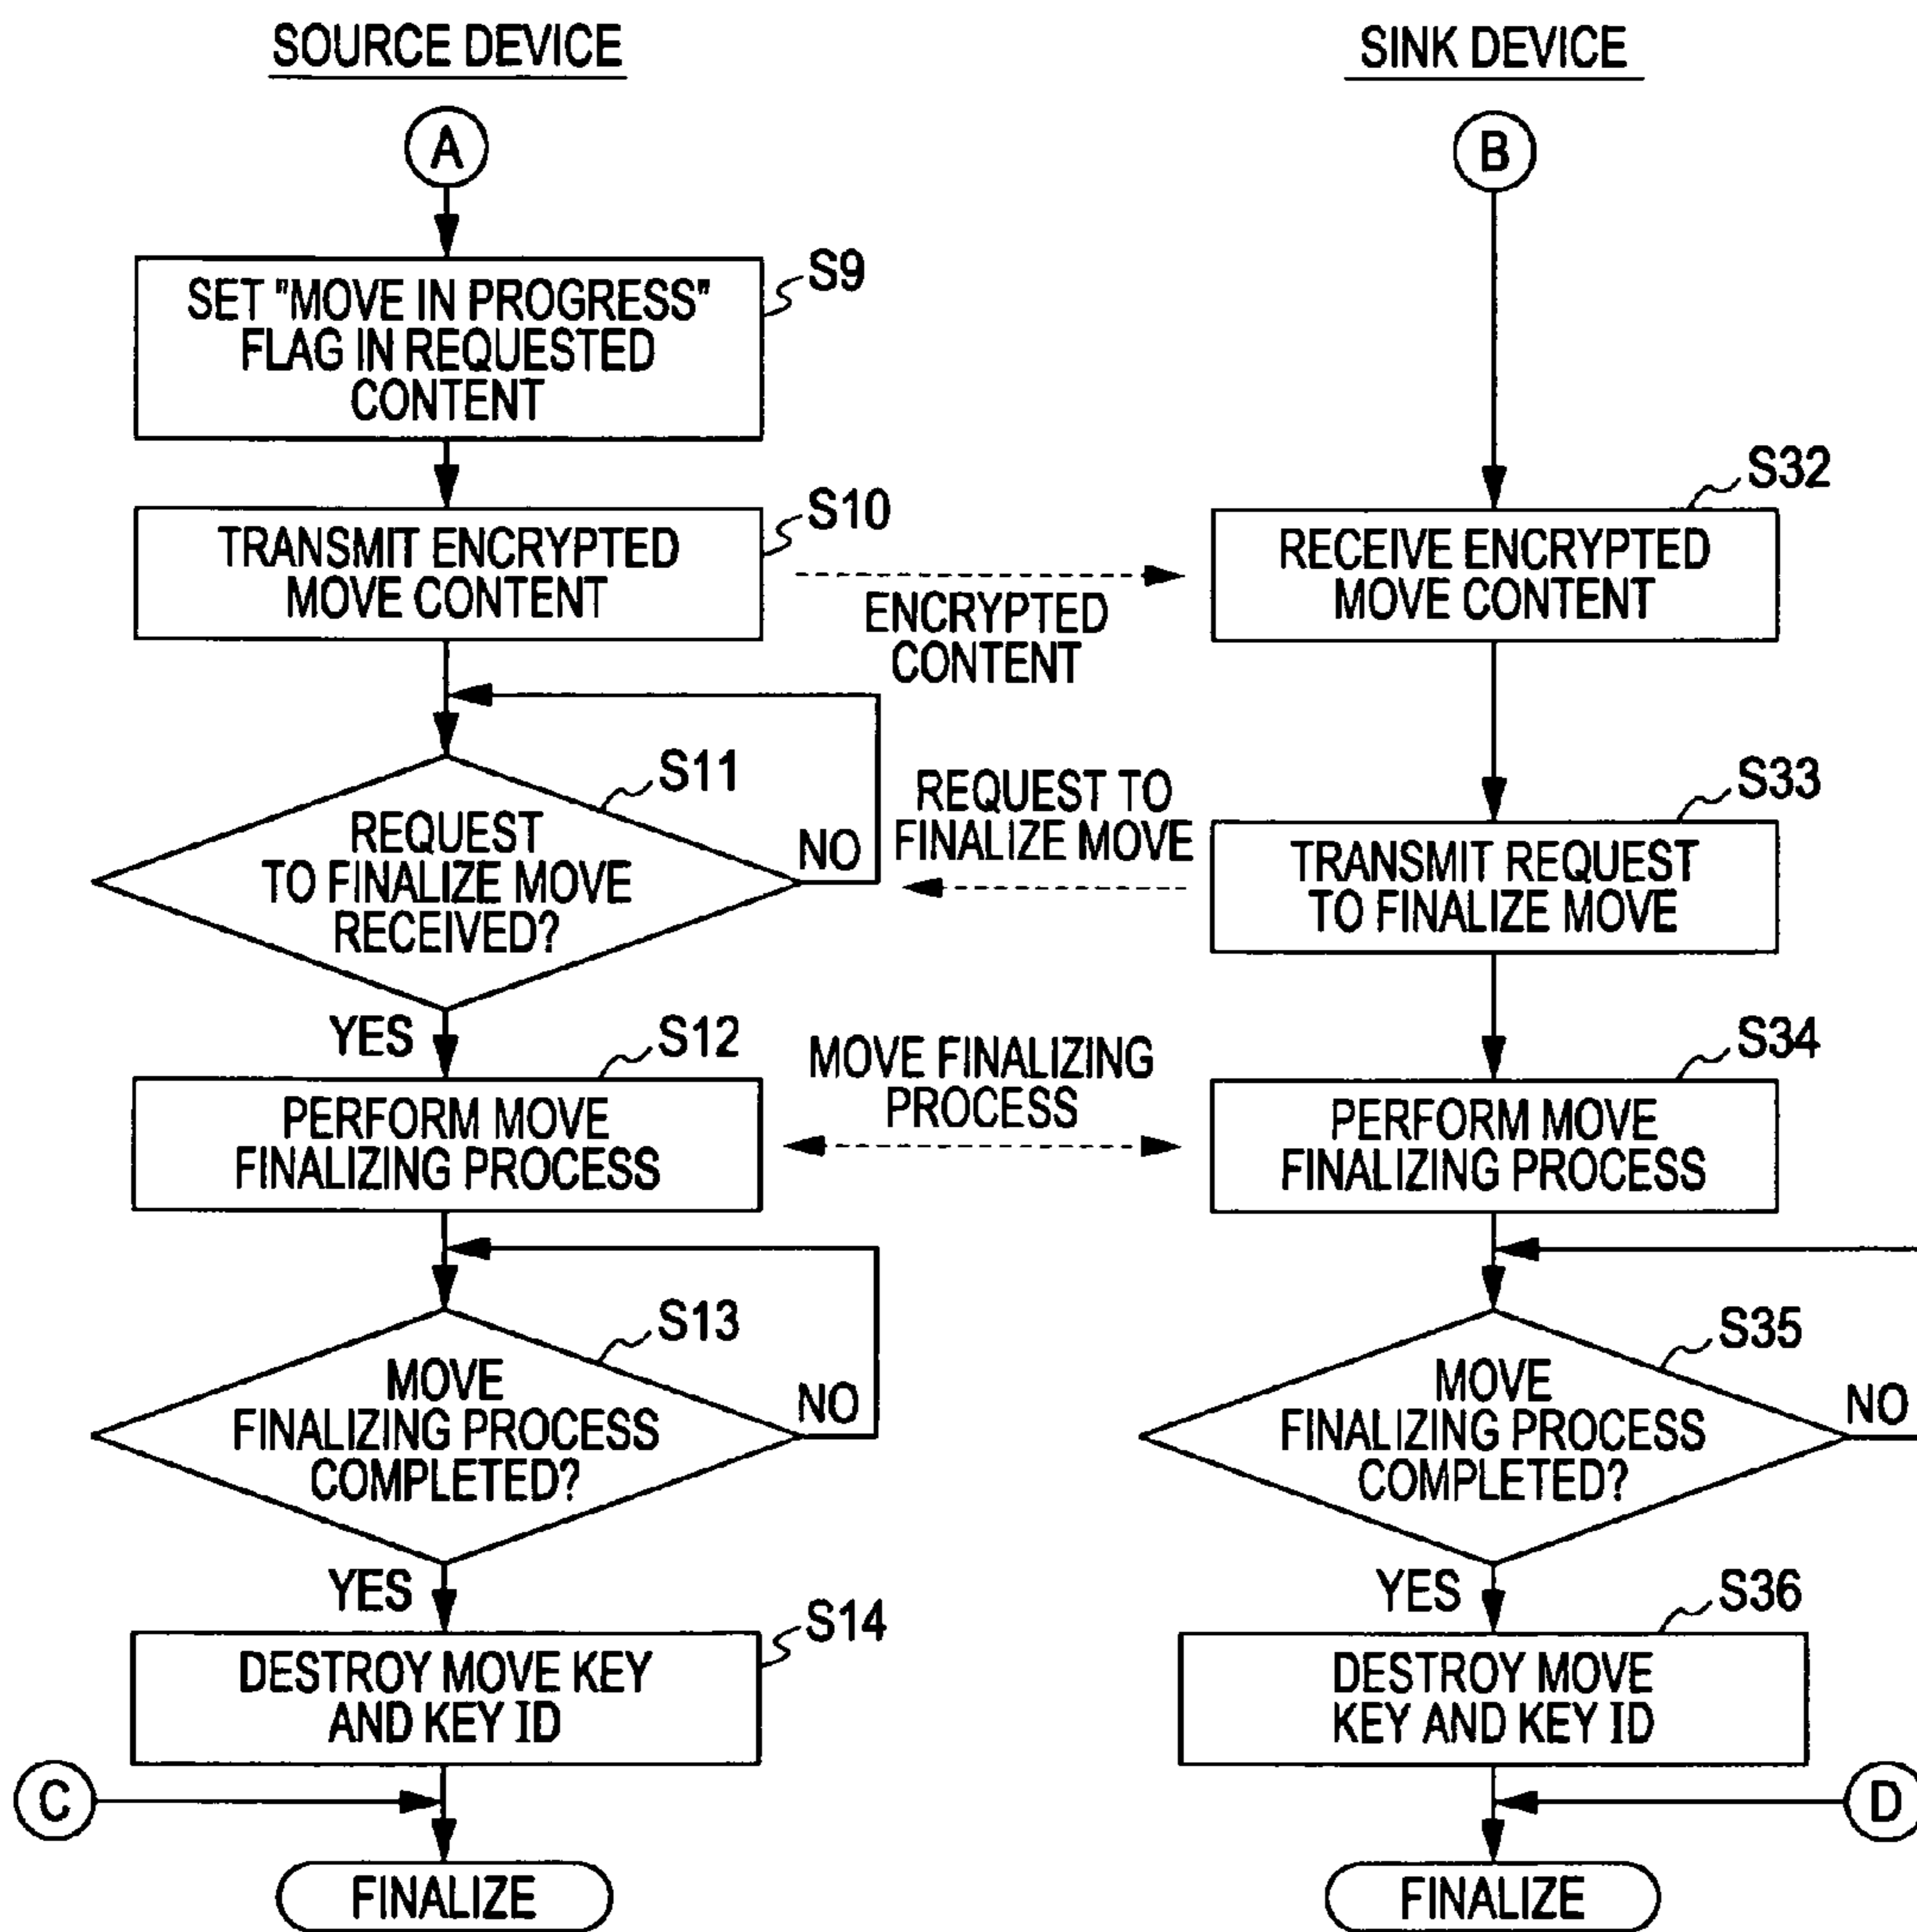 SOURCE DEVICE
A
SET "MOVE IN PROGRESS"
FLAG IN REQUESTED
CONTENT
S9
TRANSMIT ENCRYPTED
MOVE CONTENT
S10
ENCRYPTED
CONTENT
REQUEST
TO FINALIZE MOVE
RECEIVED?
S11
NO
REQUEST TO
FINALIZE MOVE
YES
PERFORM MOVE
FINALIZING PROCESS
S12
MOVE FINALIZING
PROCESS
MOVE
FINALIZING PROCESS
COMPLETED?
S13
NO
YES
DESTROY MOVE KEY
AND KEY ID
S14
C
FINALIZE
SINK DEVICE
B
S32
RECEIVE ENCRYPTED
MOVE CONTENT
S33
TRANSMIT REQUEST
TO FINALIZE MOVE
S34
PERFORM MOVE
FINALIZING PROCESS
S35
MOVE
FINALIZING PROCESS
COMPLETED?
NO
YES
S36
DESTROY MOVE
KEY AND KEY ID
D
FINALIZE